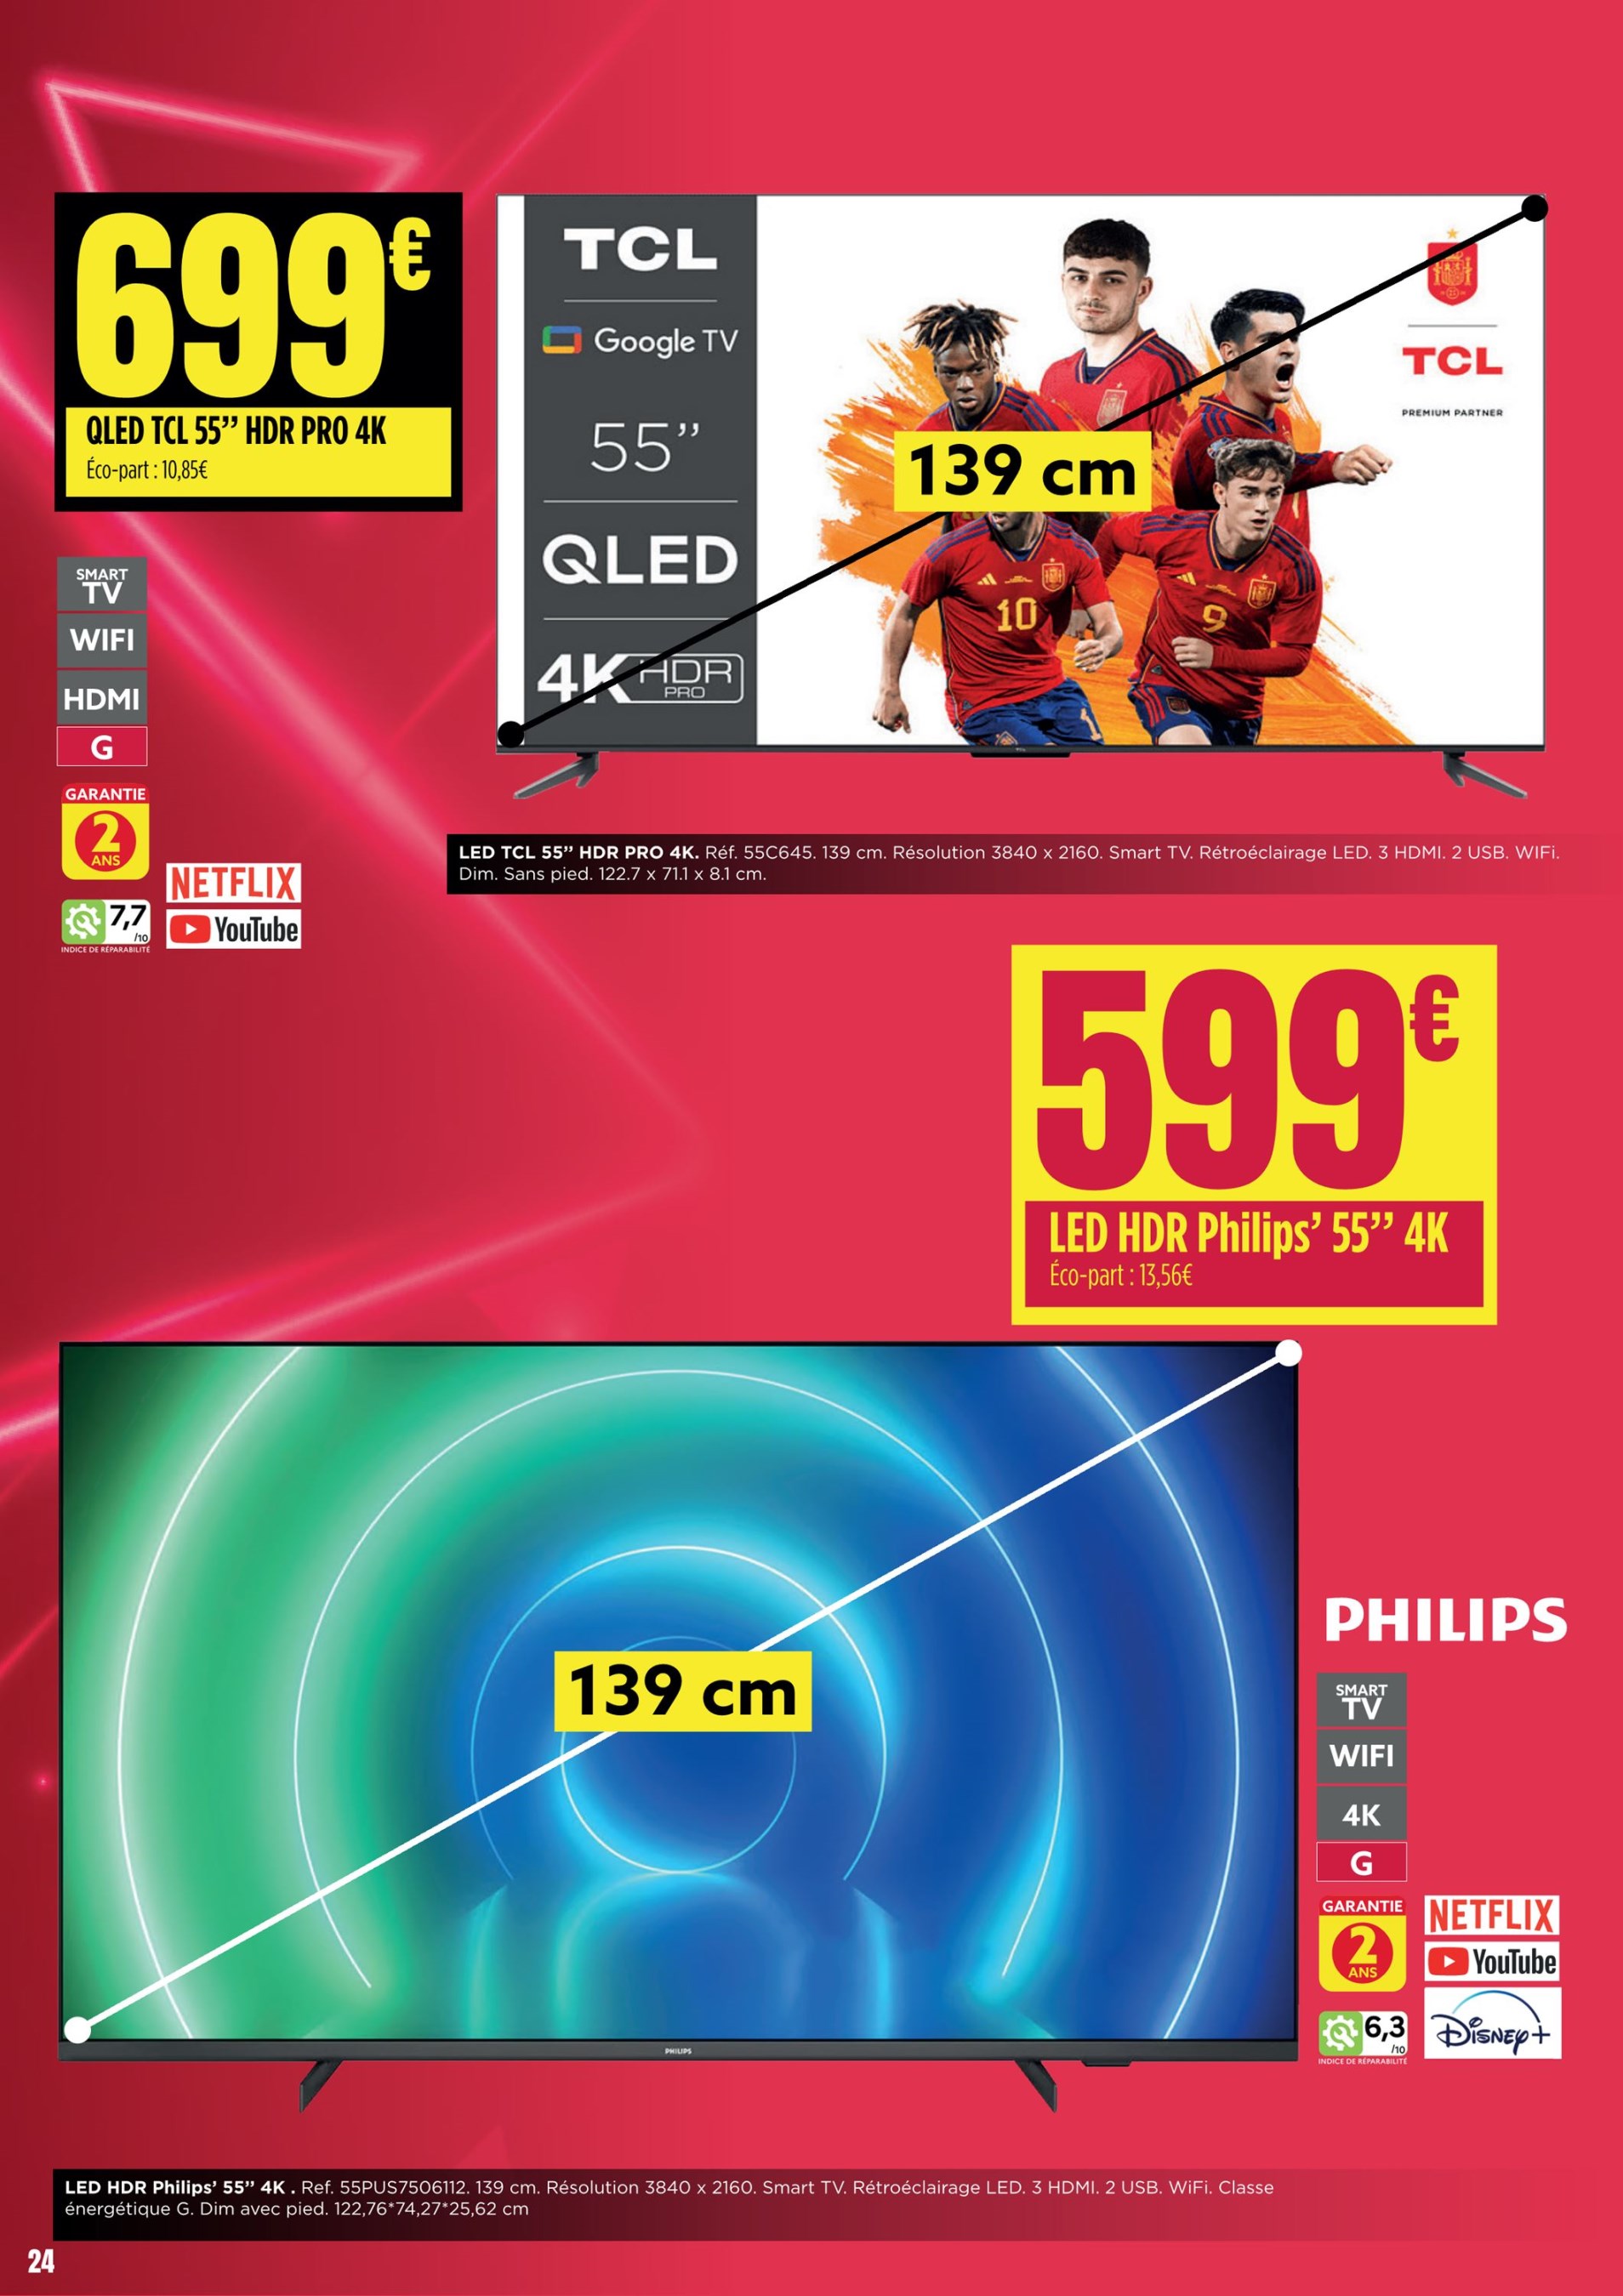 699€
QLED TCL 55’’ HDR PRO 4K
Éco-part : 10,85€
TCL
Google TV
55’’
QLED
4K HDR PRO
139 cm
10
9
TCL
PREMIUM PARTNER
SMART
TV
WIFI
HDMI
G
GARANTIE
2
ANS
7,7
/10
INDICE DE RÉPARABILITÉ
NETFLIX
YouTube
LED TCL 55’’ HDR PRO 4K. Réf. 55C645. 139 cm. Résolution 3840 x 2160. Smart TV. Rétroéclairage LED. 3 HDMI. 2 USB. WIFi.
Dim. Sans pied. 122.7 x 71.1 x 8.1 cm.
599€
LED HDR Philips’ 55’’ 4K
Éco-part : 13,56€
139 cm
PHILIPS
PHILIPS
SMART
TV
WIFI
4K
G
GARANTIE
2
ANS
6,3
/10
INDICE DE RÉPARABILITÉ
NETFLIX
YouTube
Disney+
LED HDR Philips’ 55’’ 4K . Ref. 55PUS7506112. 139 cm. Résolution 3840 x 2160. Smart TV. Rétroéclairage LED. 3 HDMI. 2 USB. WiFi. Classe
énergétique G. Dim avec pied. 122,76*74,27*25,62 cm
24